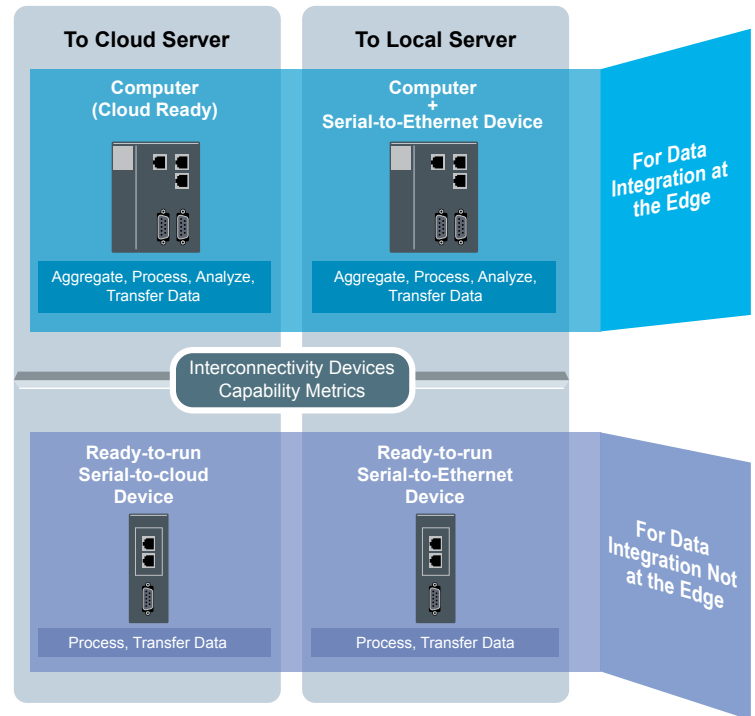 To Cloud Server
To Local Server
Computer
(Cloud Ready)
Computer
+
Serial-to-Ethernet Device
For Data
Integration at
the Edge
Aggregate, Process, Analyze,
Transfer Data
Aggregate, Process, Analyze,
Transfer Data
Interconnectivity Devices
Capability Metrics
Ready-to-run
Serial-to-cloud
Device
Ready-to-run
Serial-to-Ethernet
Device
For Data
Integration Not
at the Edge
Process, Transfer Data
Process, Transfer Data